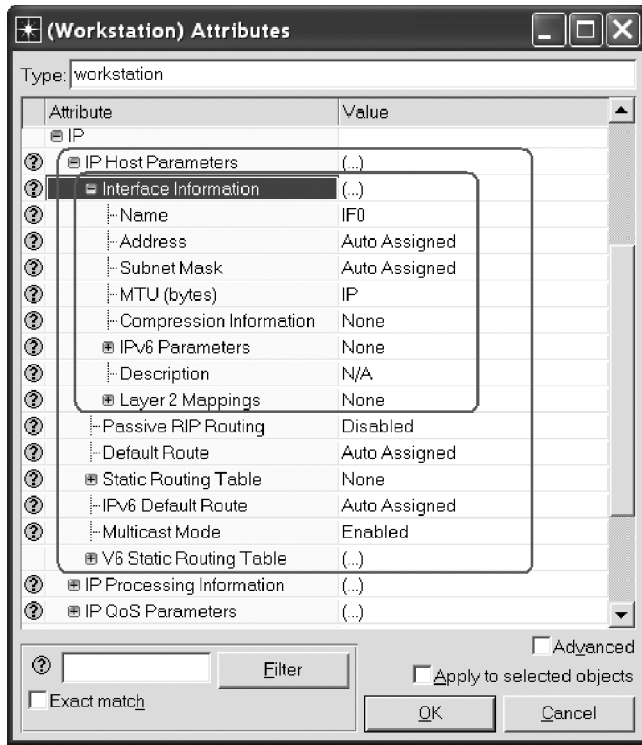 (Workstation) Attributes
Type: workstation
Attribute Value
IP
IP Host Parameters (...)
Interface Information (...)
Name IF0
Address Auto Assigned
Subnet Mask Auto Assigned
MTU (bytes) IP
Compression Information None
IPv6 Parameters None
Description N/A
Layer 2 Mappings None
Passive RIP Routing Disabled
Default Route Auto Assigned
Static Routing Table None
IPv6 Default Route Auto Assigned
Multicast Mode Enabled
V6 Static Routing Table (...)
IP Processing Information (...)
IP QoS Parameters (...)
Advanced
Filter
Apply to selected objects
Exact match
OK Cancel